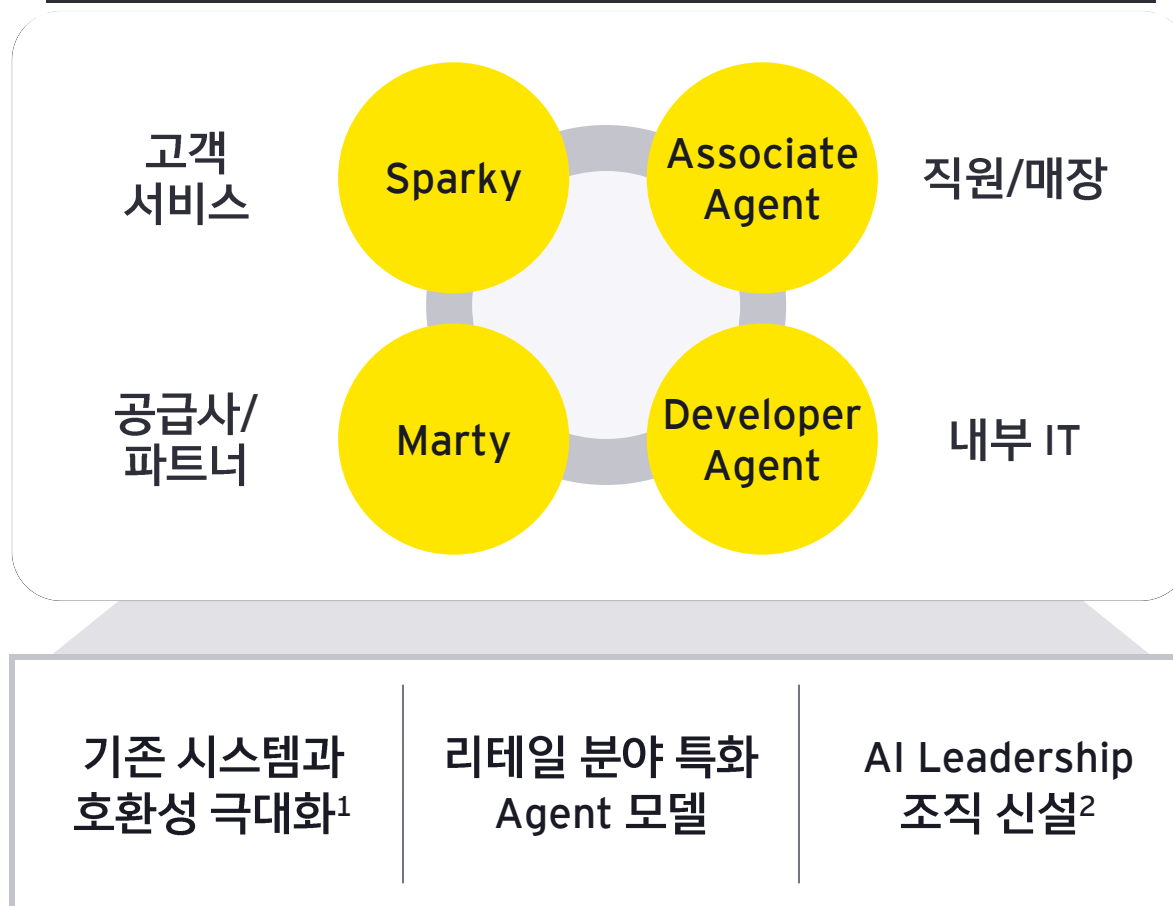 고객
서비스
Sparky
Associate
Agent
직원/매장
공급사/
파트너
Marty
Developer
Agent
내부 IT
기존 시스템과
호환성 극대화¹
리테일 분야 특화
Agent 모델
AI Leadership
조직 신설²